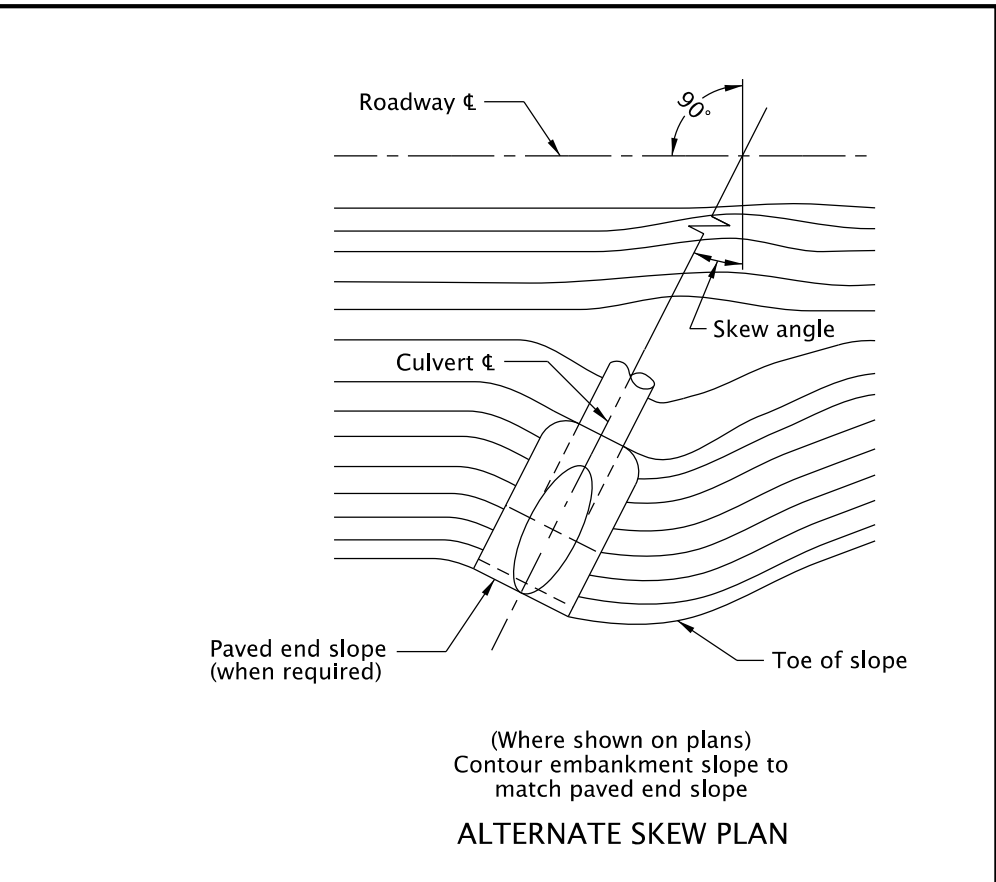 Roadway ℄
90°
Skew angle
Culvert ℄
Paved end slope
(when required)
Toe of slope
(Where shown on plans)
Contour embankment slope to
match paved end slope
ALTERNATE SKEW PLAN